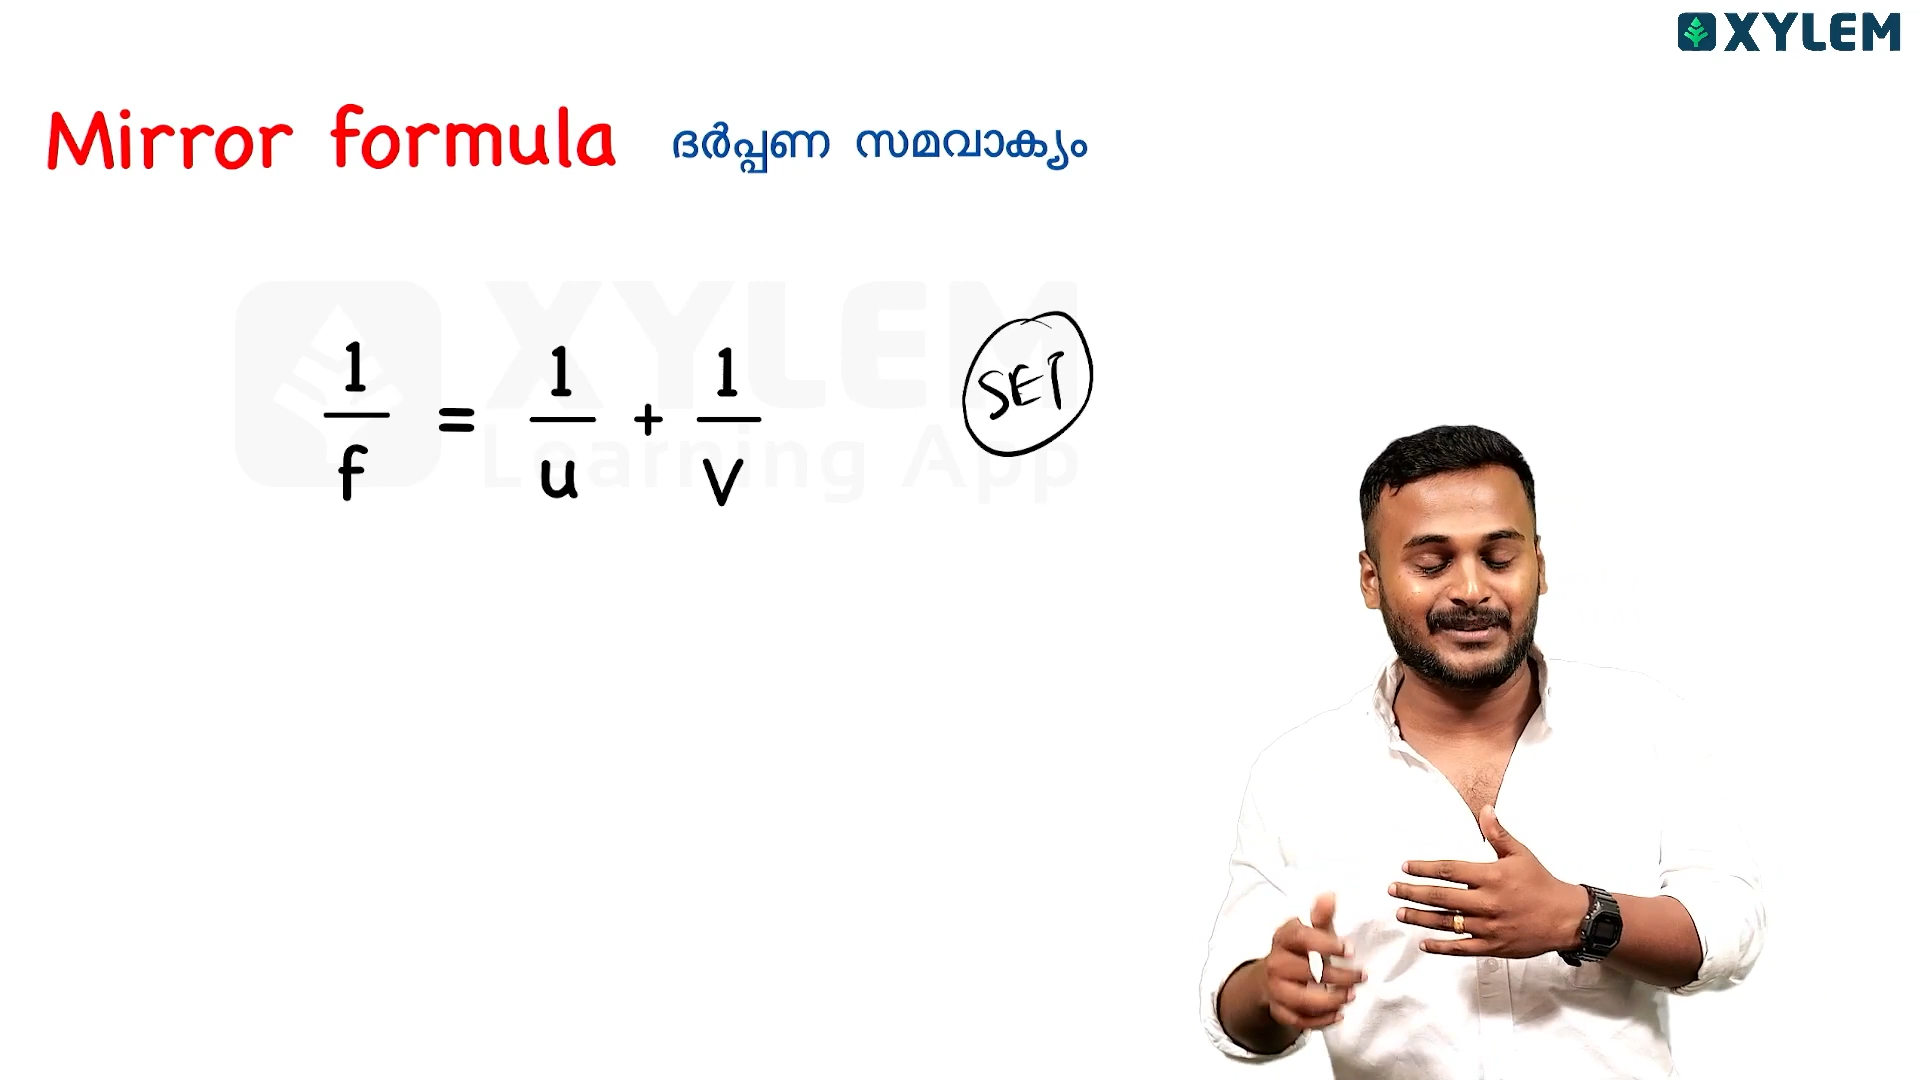 XYLEM
Mirror formula ദർപ്പണ സമവാക്യം
XYLEM
Learning App
1/f = 1/u + 1/v
SET